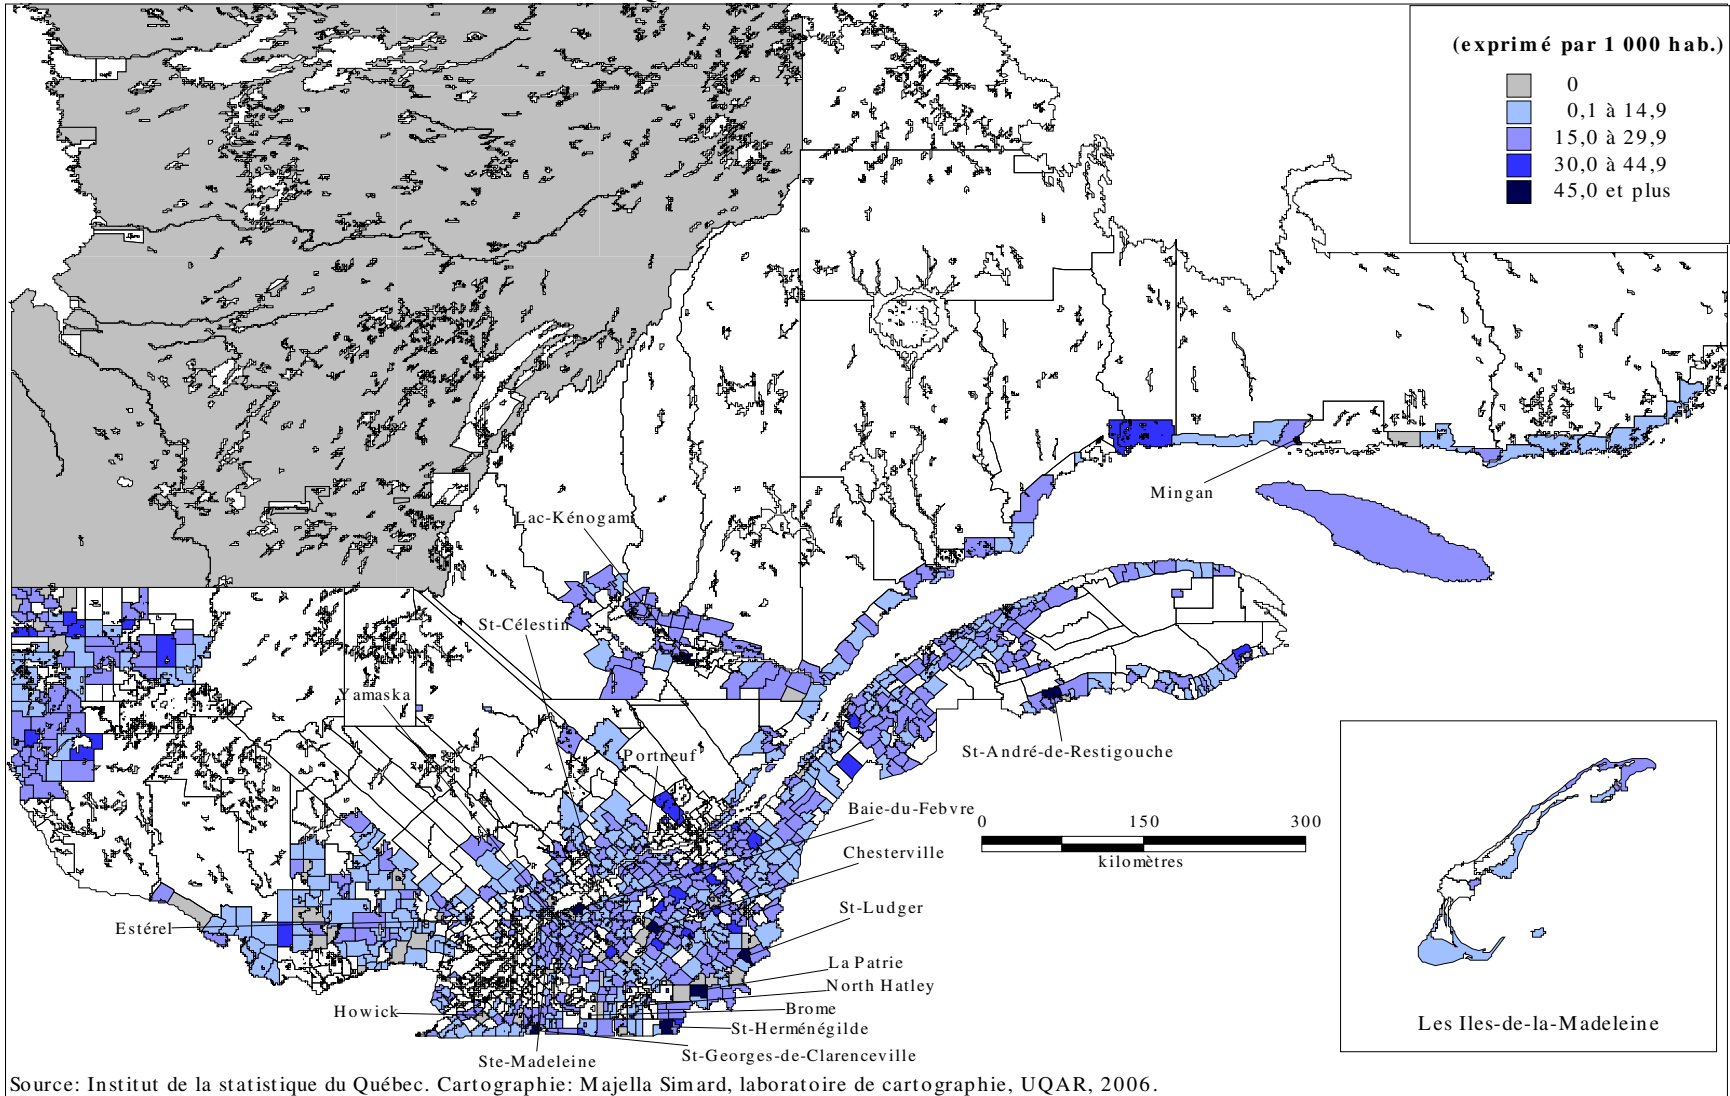 (exprimé par 1 000 hab.)
0
0,1 à 14,9
15,0 à 29,9
30,0 à 44,9
45,0 et plus
Mingan
Lac-Kénogami
St-Célestin
Yamaska
Portneuf
St-André-de-Restigouche
Baie-du-Febvre
0 150 300
kilomètres
Chesterville
St-Ludger
Estérel
La Patrie
North Hatley
Howick
Brome
St-Herménégilde
Ste-Madeleine
St-Georges-de-Clarenceville
Les Iles-de-la-Madeleine
Source: Institut de la statistique du Québec. Cartographie: Majella Simard, laboratoire de cartographie, UQAR, 2006.